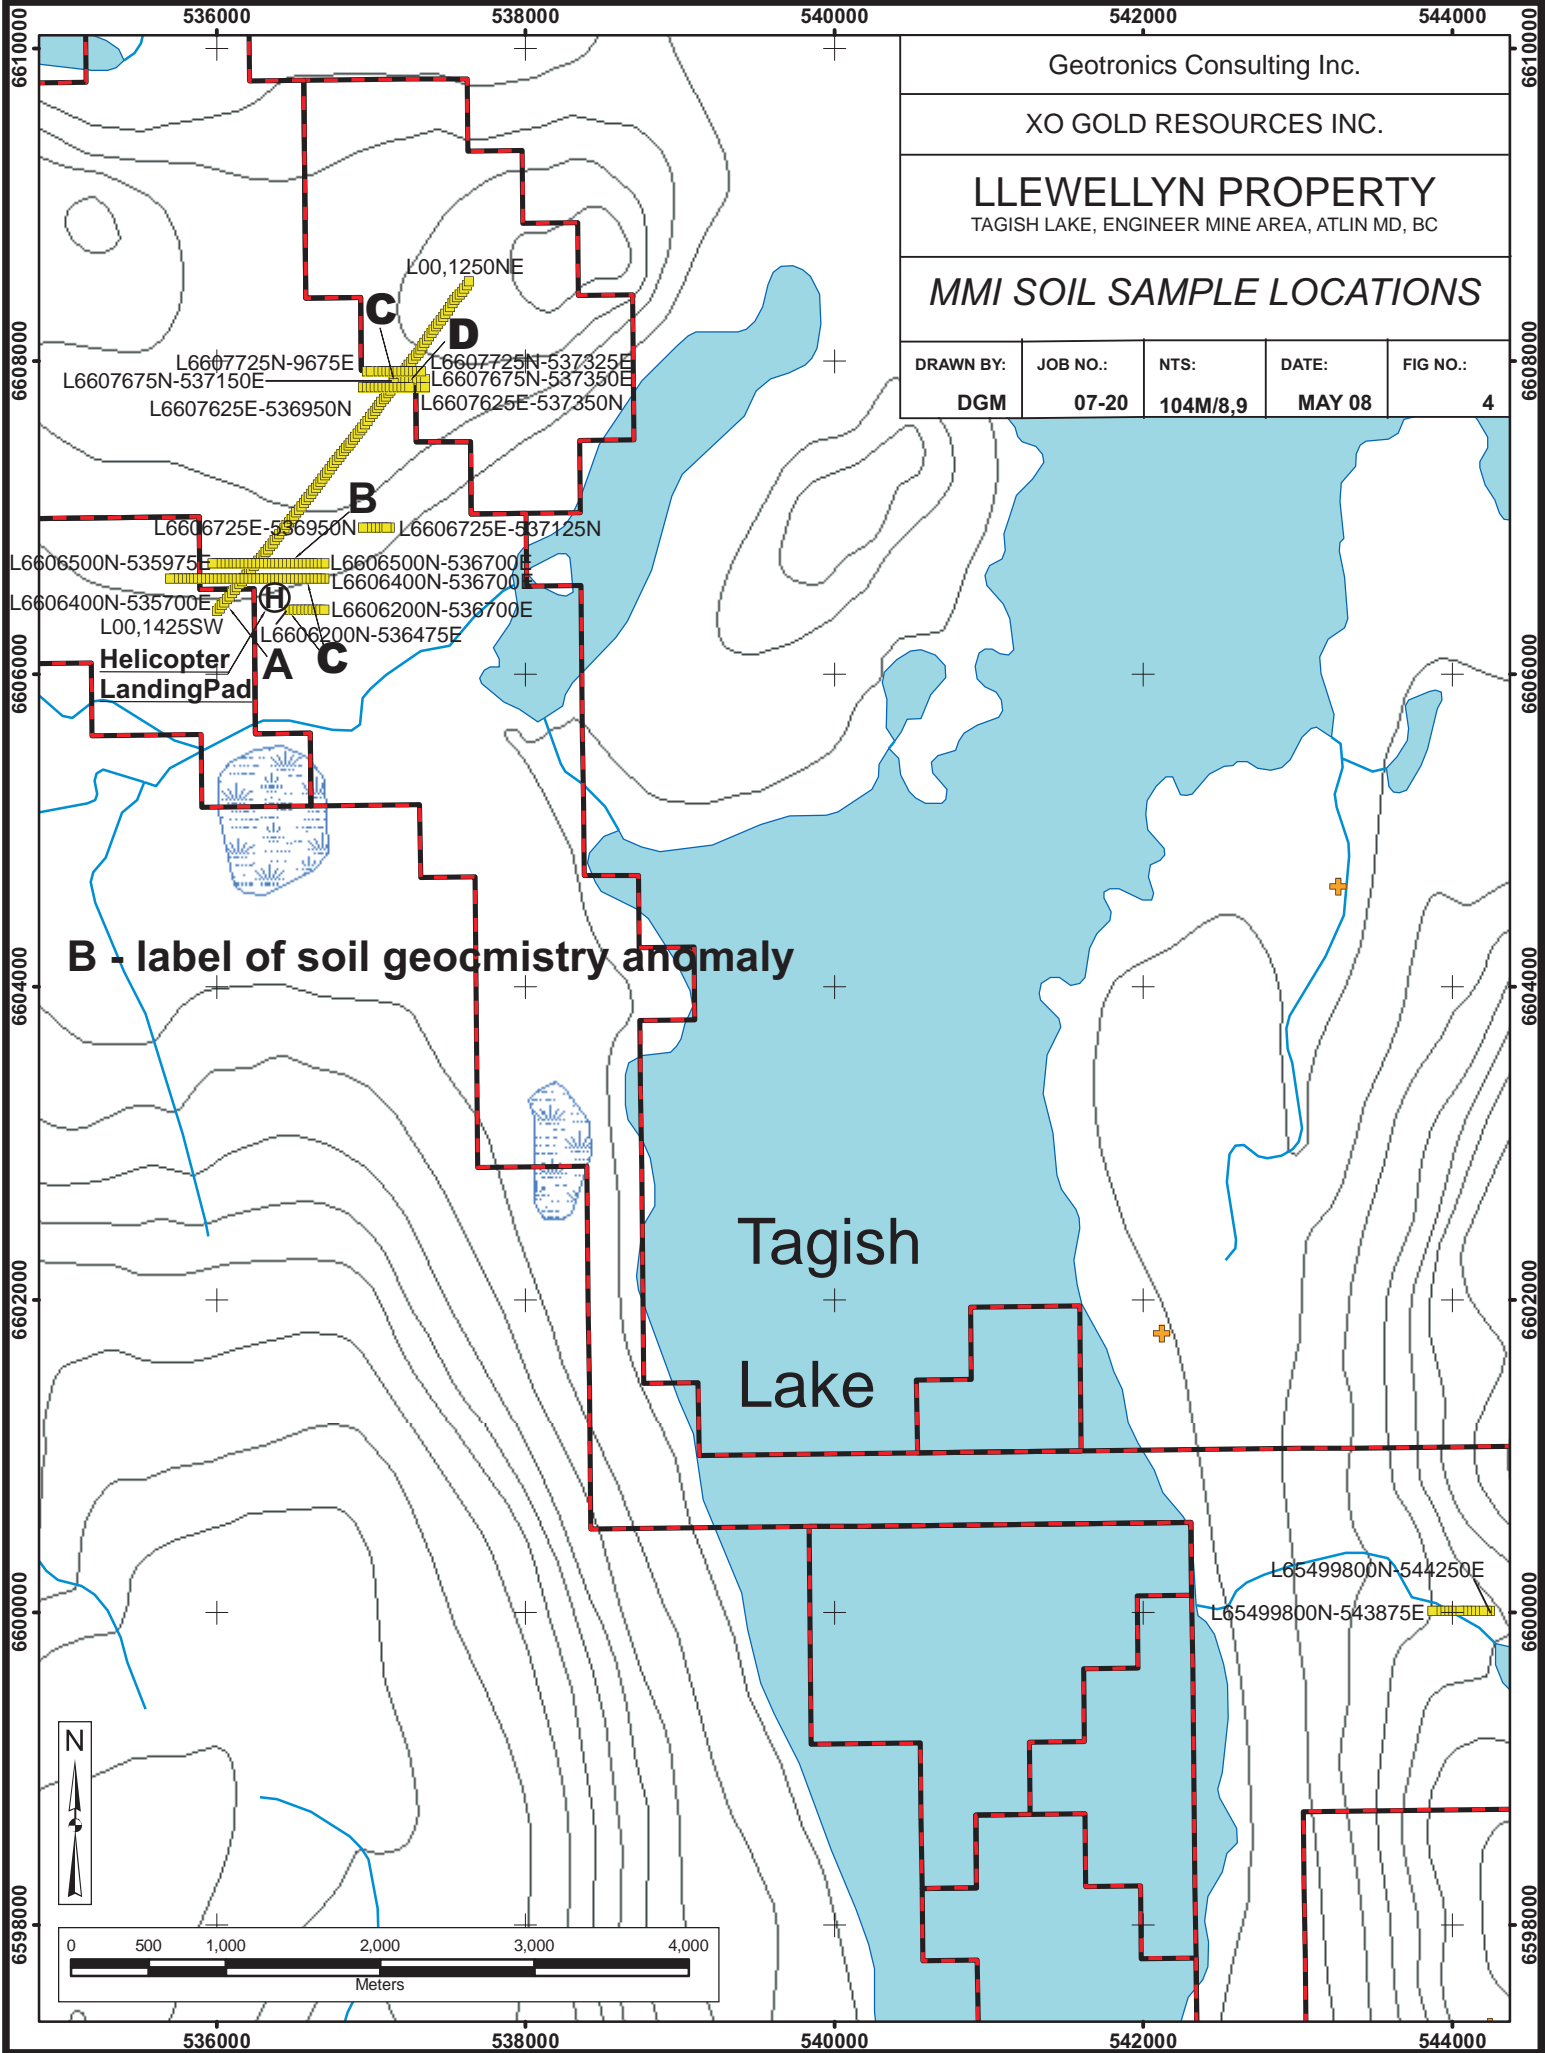 536000 538000 540000 542000 544000
6610000 6610000
Geotronics Consulting Inc.
XO GOLD RESOURCES INC.
LLEWELLYN PROPERTY
TAGISH LAKE, ENGINEER MINE AREA, ATLIN MD, BC
MMI SOIL SAMPLE LOCATIONS
DRAWN BY: JOB NO.: NTS: DATE: FIG NO.:
DGM 07-20 104M/8,9 MAY 08 4
L00,1250NE
C
D
6608000 6608000
L6607725N-9675E 6607725N-537325E
L6607675N-537150E L6607675N-537350E
L6607625E-536950N L6607625E-537350N
B
L6606725E-536950N L6606725E-537125N
L6606500N-535975E L6606500N-536700E
L6606400N-536700E
H
L6606400N-535700E L6606200N-536700E
L00,1425SW
L6606200N-536475E
Helicopter
LandingPad
A
C
6606000 6606000
B - label of soil geocmistry anomaly
6604000 6604000
Tagish
Lake
6602000 6602000
L65499800N-544250E
L65499800N-543875E
6600000 6600000
N
6598000 6598000
0 500 1,000 2,000 3,000 4,000
Meters
536000 538000 540000 542000 544000